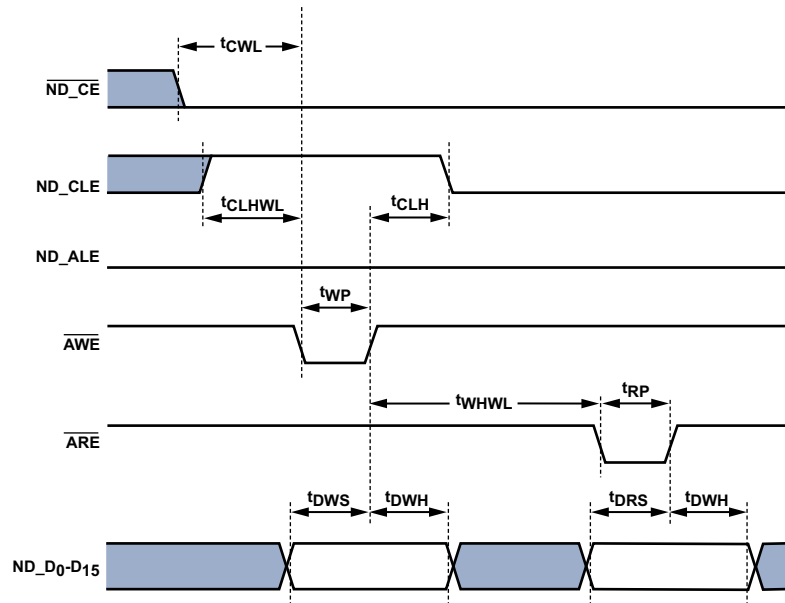 tCWL
ND_CE
ND_CLE
tCLHWL
tCLH
ND_ALE
tWP
AWE
tWHWL
tRP
ARE
tDWS
tDWH
tDRS
tDWH
ND_D0-D15